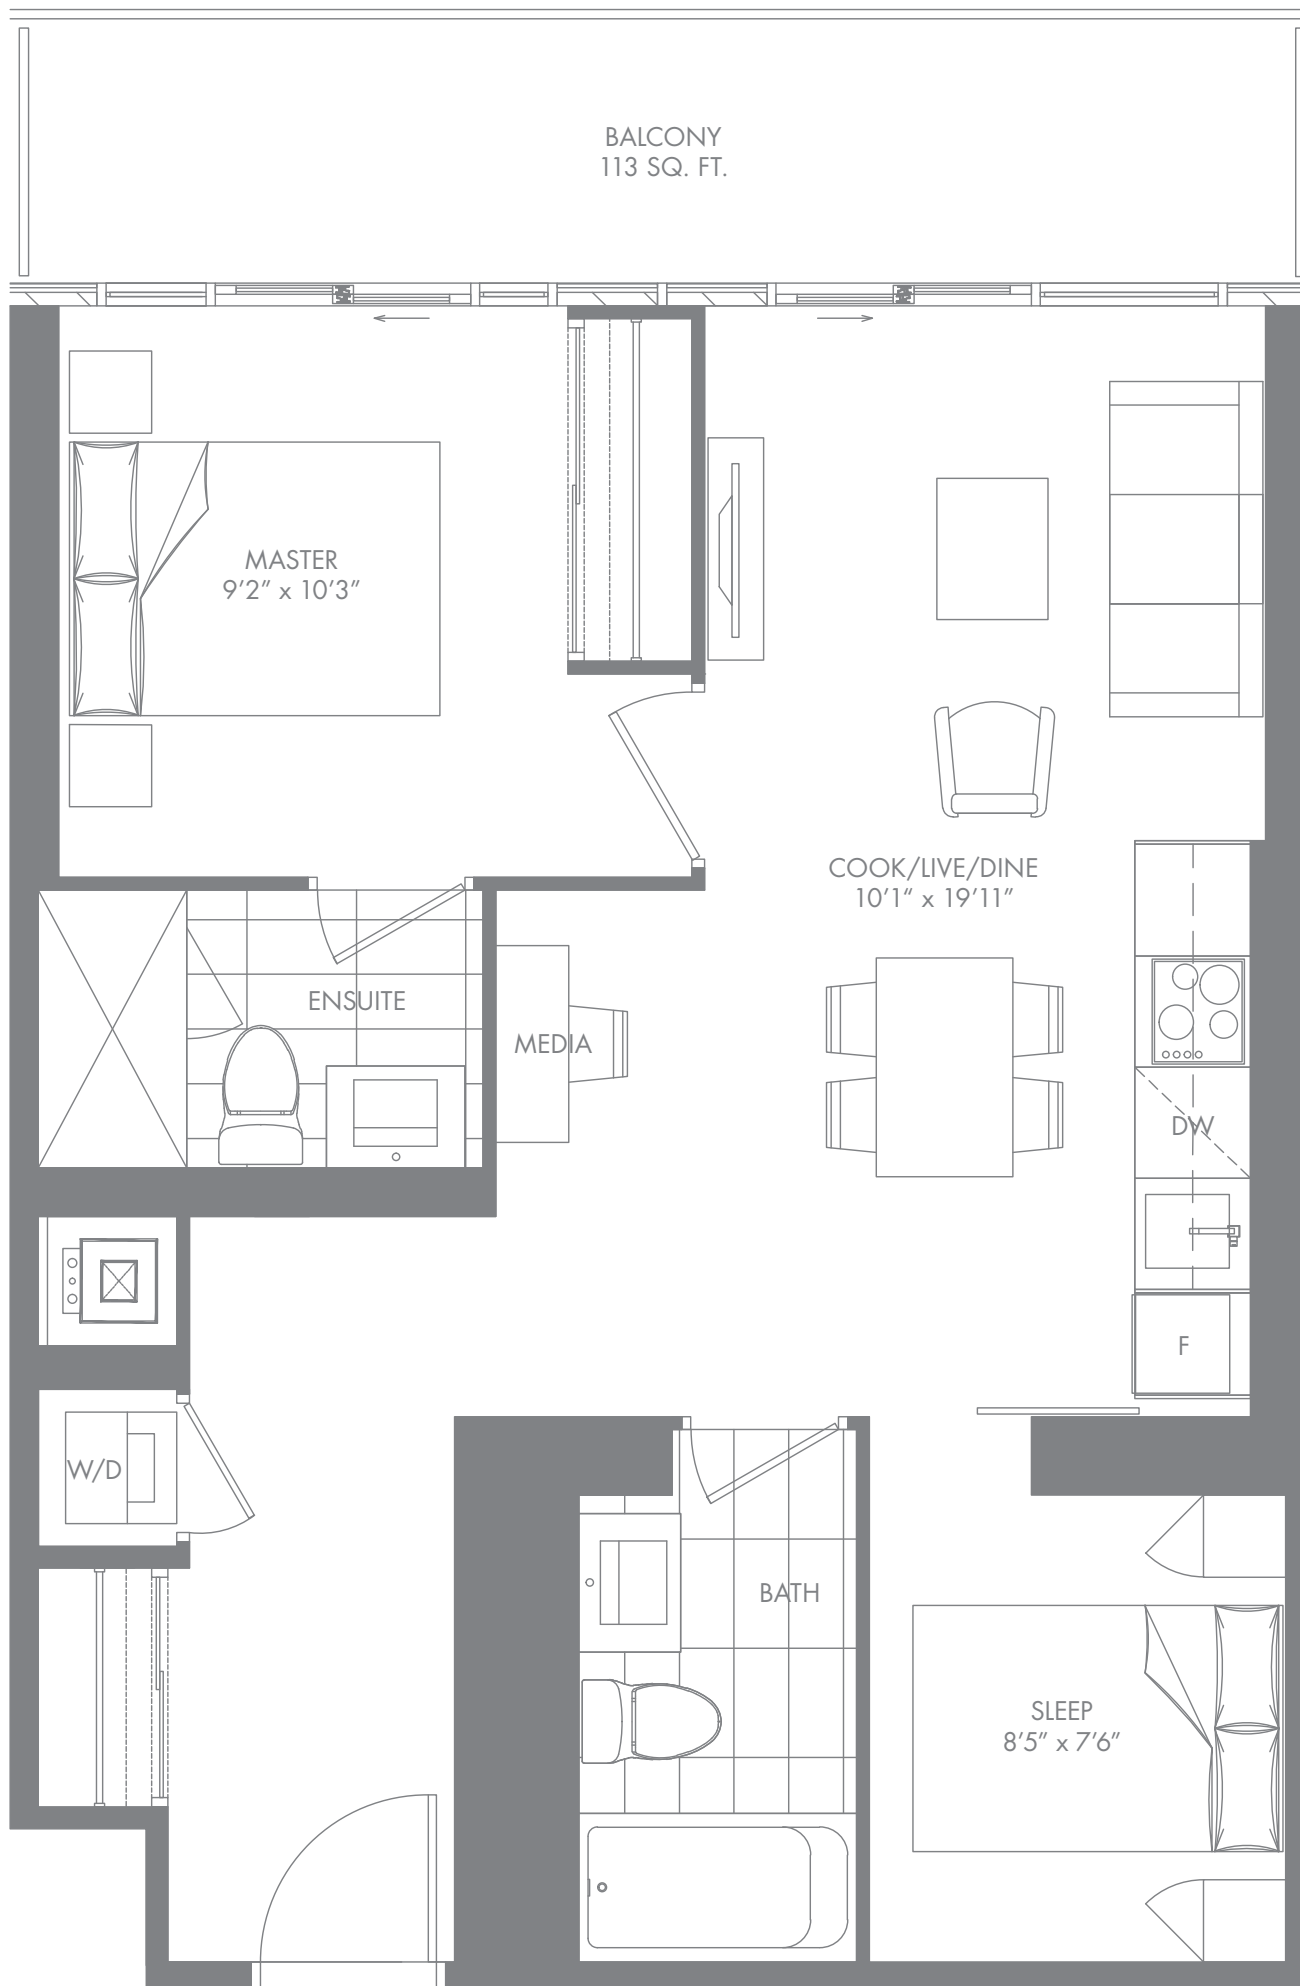 BALCONY
113 SQ. FT.
MASTER
9’2” x 10’3”
COOK/LIVE/DINE
10’1“ x 19’11”
ENSUITE
MEDIA
DW
F
W/D
BATH
SLEEP
8’5” x 7’6”